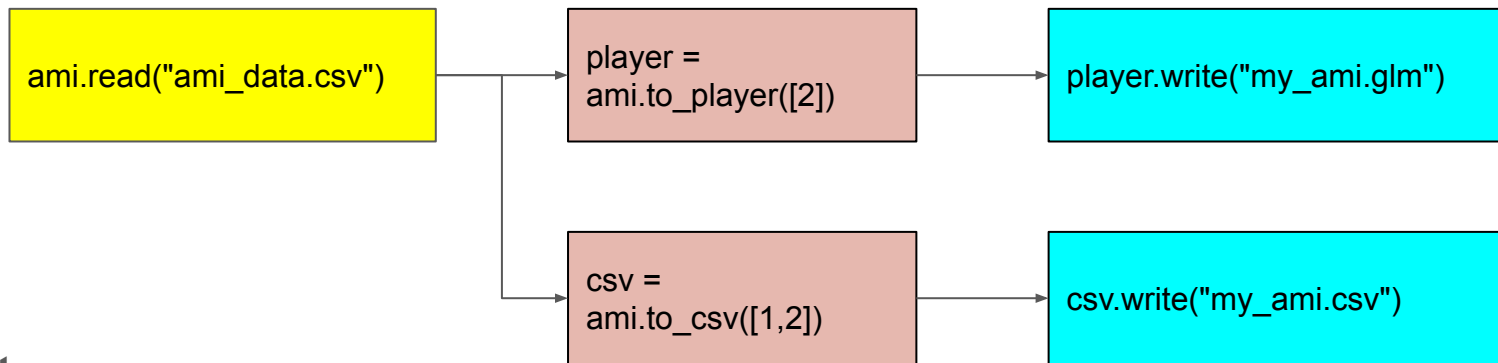 ami.read("ami_data.csv")
player =
ami.to_player([2])
player.write("my_ami.glm")
csv =
ami.to_csv([1,2])
csv.write("my_ami.csv")